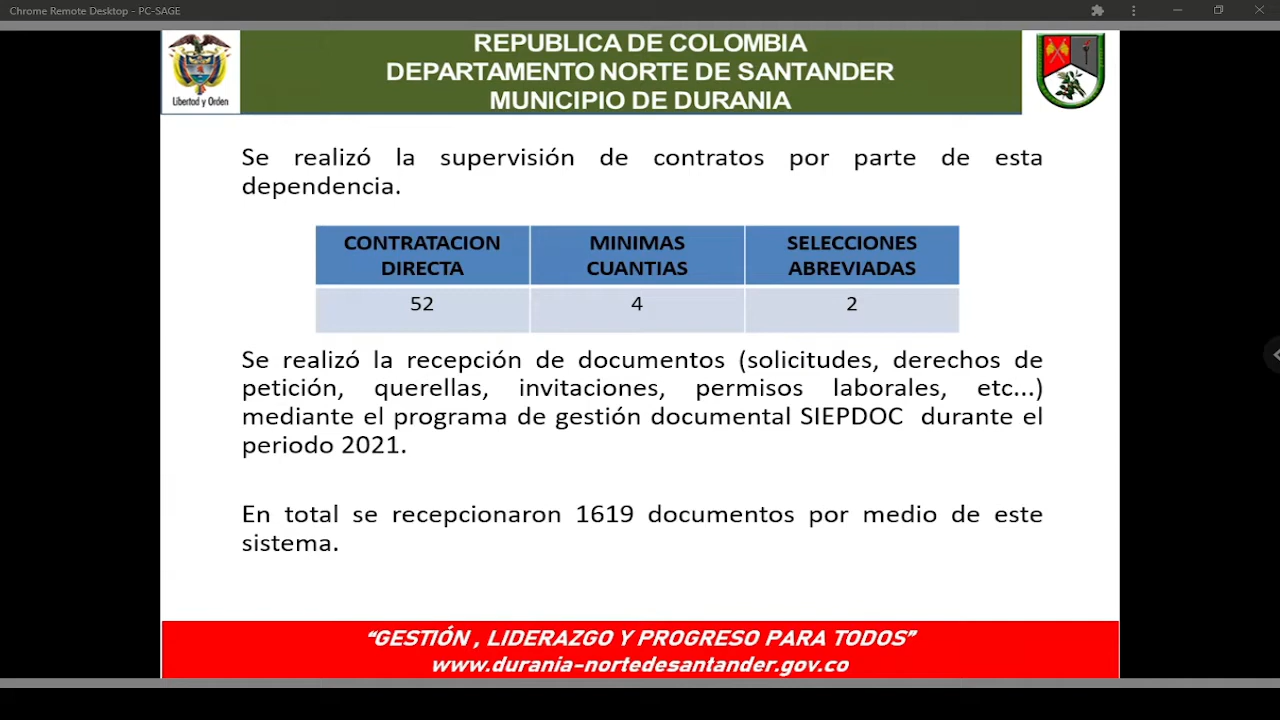 Chrome Remote Desktop - PC-SAGE
REPUBLICA DE COLOMBIA
DEPARTAMENTO NORTE DE SANTANDER
MUNICIPIO DE DURANIA
Libertad y Orden
Se realizó la supervisión de contratos por parte de esta
dependencia.
CONTRATACION DIRECTA
MINIMAS CUANTIAS
SELECCIONES ABREVIADAS
52 4 2
Se realizó la recepción de documentos (solicitudes, derechos de
petición, querellas, invitaciones, permisos laborales, etc...)
mediante el programa de gestión documental SIEPDOC durante el
periodo 2021.
En total se recepcionaron 1619 documentos por medio de este
sistema.
“GESTIÓN , LIDERAZGO Y PROGRESO PARA TODOS”
www.durania-nortedesantander.gov.co